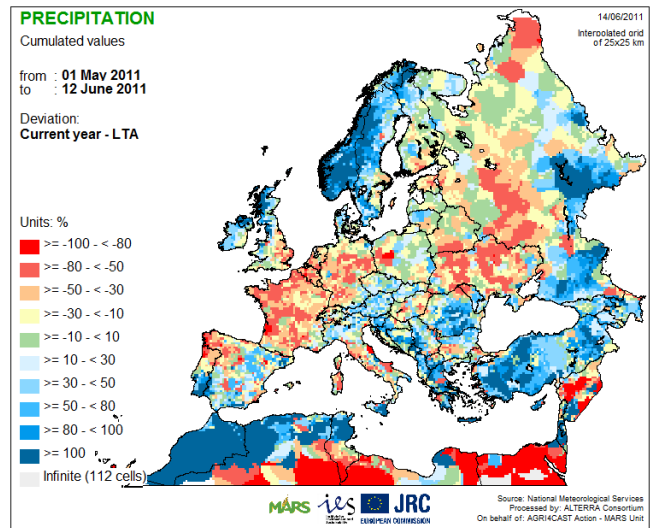 PRECIPITATION
Cumulated values
from : 01 May 2011
to : 12 June 2011
Deviation:
Current year - LTA
14/06/2011
Interpolated grid
of 25x25 km
Units: %
>= -100 - < -80
>= -80 - < -50
>= -50 - < -30
>= -30 - < -10
>= -10 - < 10
>= 10 - < 30
>= 30 - < 50
>= 50 - < 80
>= 80 - < 100
>= 100
Infinite (112 cells)
MARS
ies
JRC
EUROPEAN COMMISSION
Source: National Meteorological Services
Processed by: ALTERRA Consortium
On behalf of: AGRI4CAST Action - MARS Unit